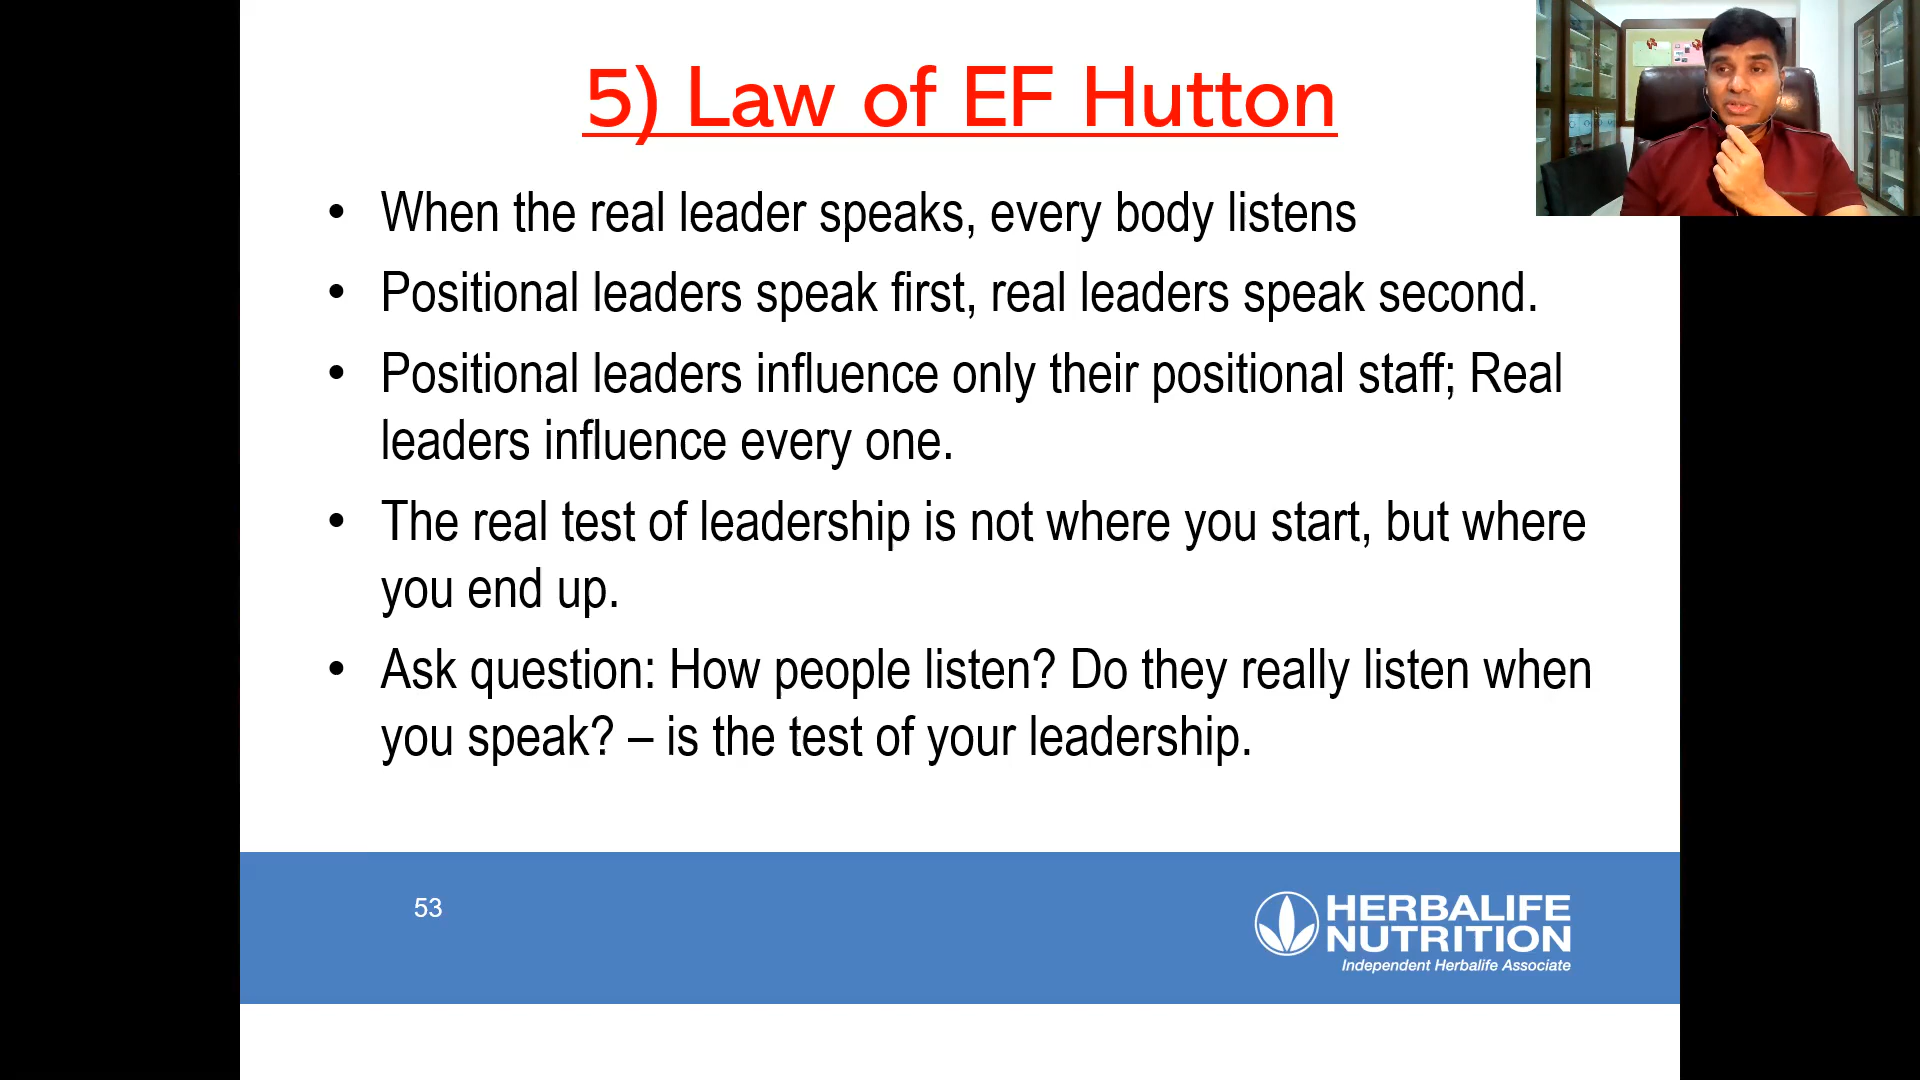 5) Law of EF Hutton
• When the real leader speaks, every body listens
• Positional leaders speak first, real leaders speak second.
• Positional leaders influence only their positional staff; Real
leaders influence every one.
• The real test of leadership is not where you start, but where
you end up.
• Ask question: How people listen? Do they really listen when
you speak? – is the test of your leadership.
53
HERBALIFE
NUTRITION
Independent Herbalife Associate